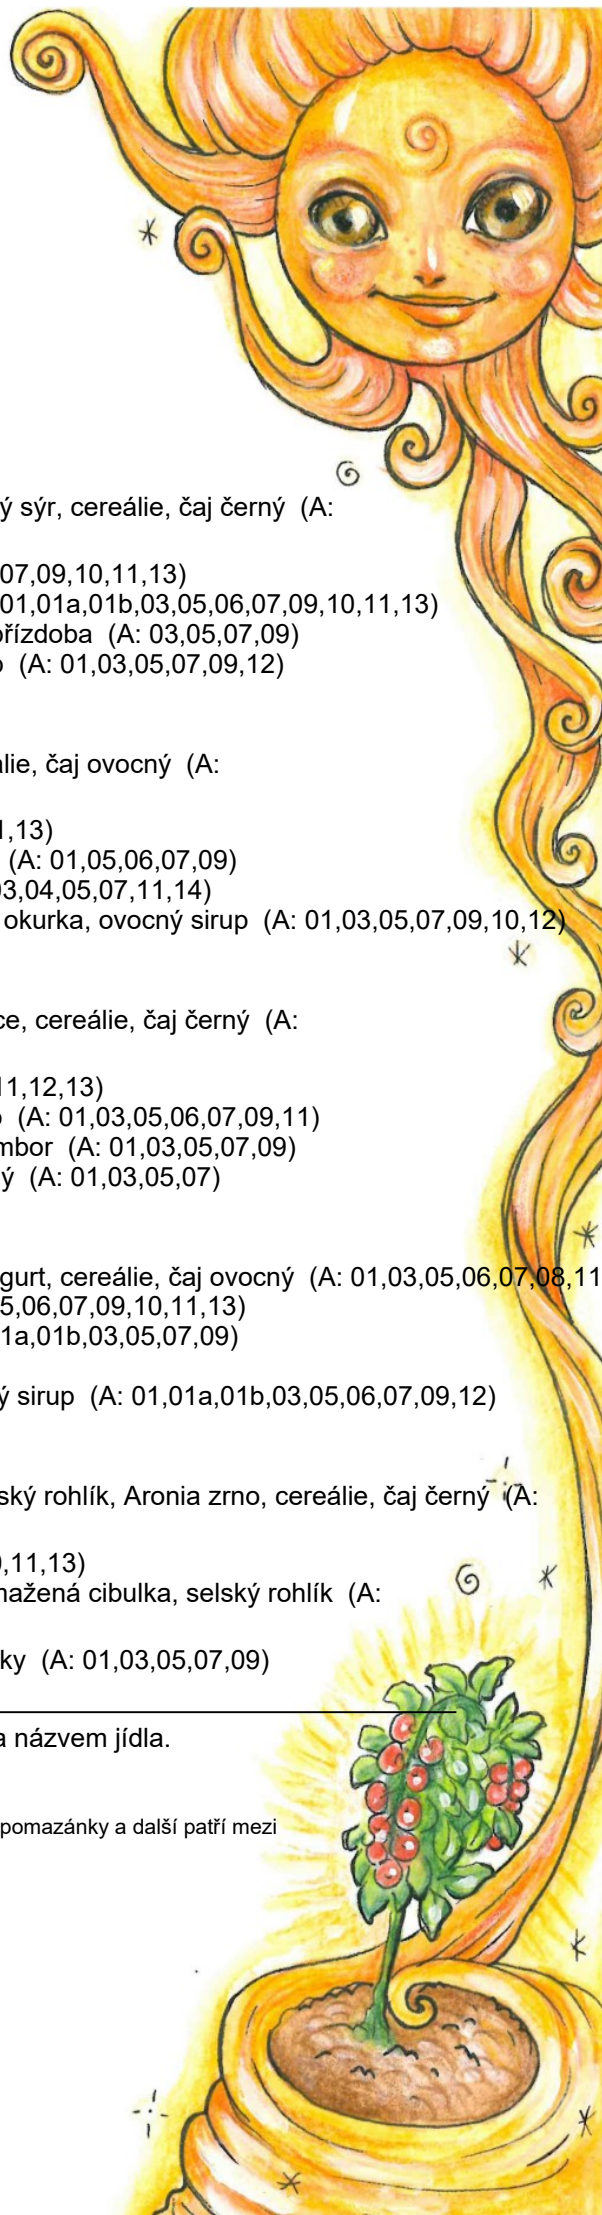 ý sýr, cereálie, čaj černý (A:
07,09,10,11,13)
01,01a,01b,03,05,06,07,09,10,11,13)
řízdoba (A: 03,05,07,09)
(A: 01,03,05,07,09,12)
lie, čaj ovocný (A:
1,13)
(A: 01,05,06,07,09)
03,04,05,07,11,14)
okurka, ovocný sirup (A: 01,03,05,07,09,10,12)
ce, cereálie, čaj černý (A:
11,12,13)
(A: 01,03,05,06,07,09,11)
mbor (A: 01,03,05,07,09)
ý (A: 01,03,05,07)
gurt, cereálie, čaj ovocný (A: 01,03,05,06,07,08,11
5,06,07,09,10,11,13)
1a,01b,03,05,07,09)
ý sirup (A: 01,01a,01b,03,05,06,07,09,12)
ský rohlík, Aronia zrno, cereálie, čaj černý (A:
,11,13)
mažená cibulka, selský rohlík (A:
ky (A: 01,03,05,07,09)
a názvem jídla.
pomazánky a další patří mezi